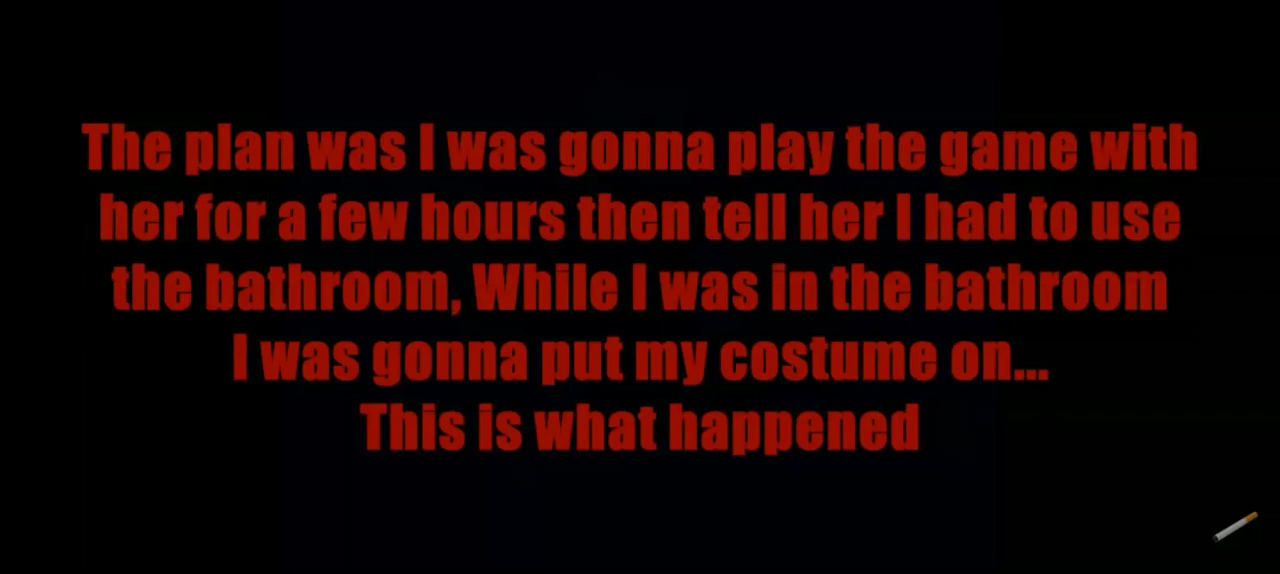 The plan was I was gonna play the game with
her for a few hours then tell her I had to use
the bathroom, While I was in the bathroom
I was gonna put my costume on...
This is what happened